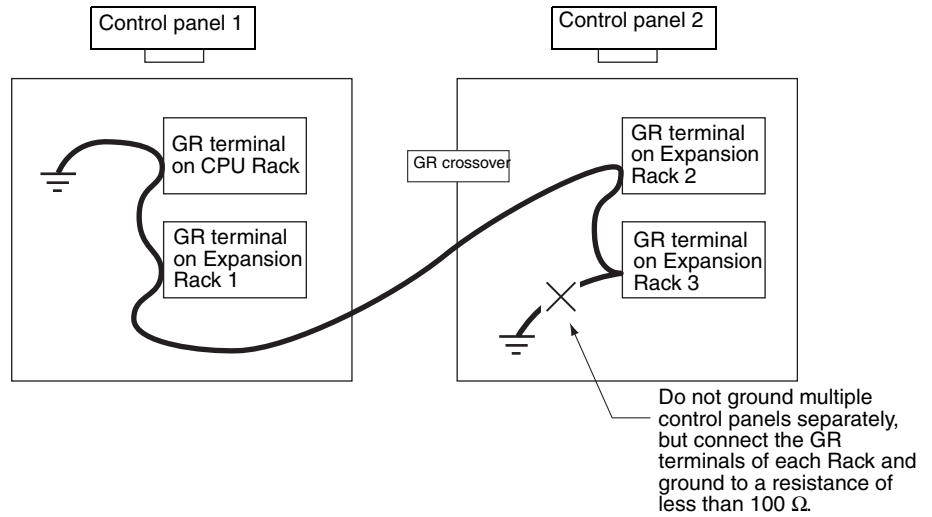 Control panel 1
Control panel 2
GR terminal
on CPU Rack
GR terminal
on Expansion
Rack 1
GR crossover
GR terminal
on Expansion
Rack 2
GR terminal
on Expansion
Rack 3
Do not ground multiple
control panels separately,
but connect the GR
terminals of each Rack and
ground to a resistance of
less than 100 Ω.